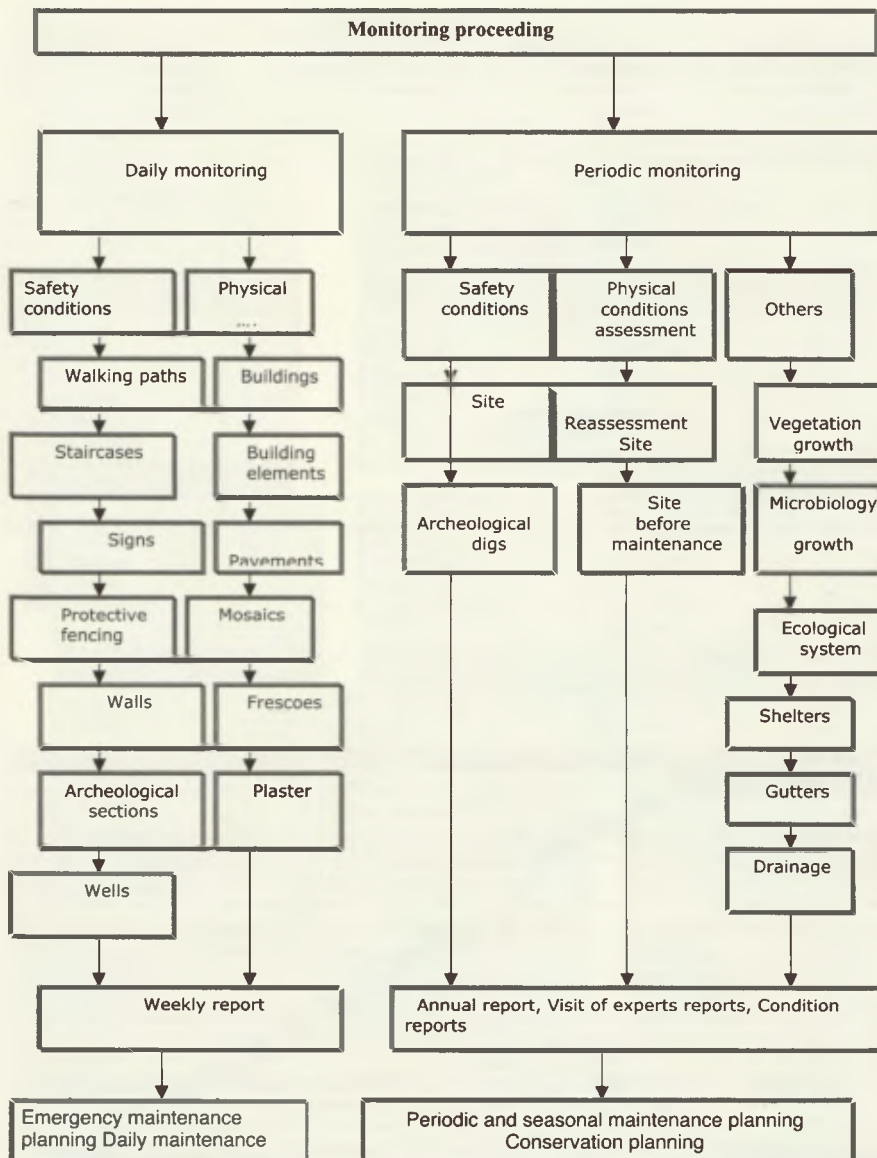 Monitoring proceeding
Daily monitoring
Periodic monitoring
Safety
conditions
Physical
....
Walking paths
Buildings
Staircases
Building
elements
Signs
Pavements
Protective
fencing
Mosaics
Walls
Frescoes
Archeological
sections
Plaster
Wells
Weekly report
Emergency maintenance
planning Daily maintenance
Safety
conditions
Physical
conditions
assessment
Others
Site
Reassessment
Site
Vegetation
growth
Archeological
digs
Site
before
maintenance
Microbiology
growth
Ecological
system
Shelters
Gutters
Drainage
Annual report, Visit of experts reports, Condition
reports
Periodic and seasonal maintenance planning
Conservation planning